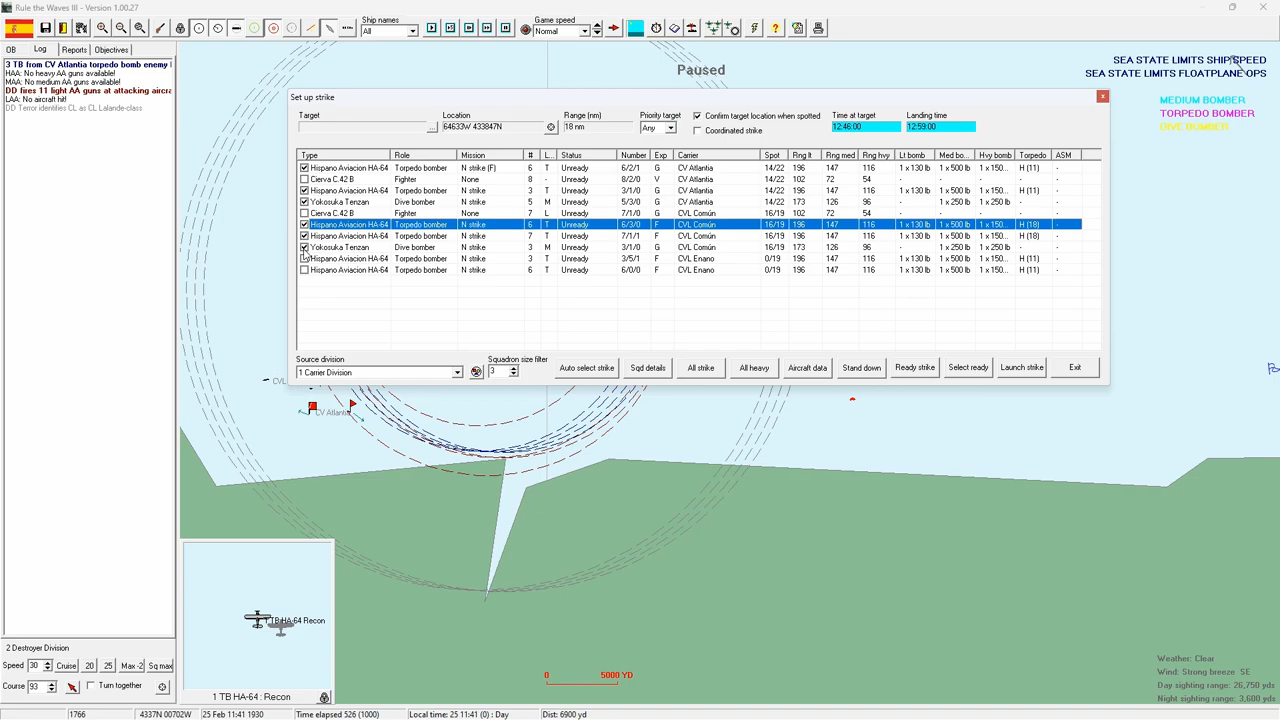 Rule the Waves III - Version 1.00.27
Ship names
All
Game speed
Normal
OB Log Reports Objectives
3 TB from CV Atlantia torpedo bomb enemy
HAA: No heavy AA guns available!
MAA: No medium AA guns available!
DD fires 11 light AA guns at attacking aircra
LAA: No aircraft hit!
DD Terror identifies CL as CL Lalande-class
Paused
SEA STATE LIMITS SHIP SPEED
SEA STATE LIMITS FLOATPLANE OPS
MEDIUM BOMBER
TORPEDO BOMBER
DIVE BOMBER
Set up strike
Target Location Range (nm) Priority target Confirm target location when spotted Time at target Landing time
... 64633W 433847N 18 nm Any Coordinated strike 12:46:00 12:59:00
Type Role Mission # L... Status Number Exp Carrier Spot Rng lt Rng med Rng hvy Lt bomb Med bo... Hvy bomb Torpedo ASM
Hispano Aviacion HA-64 Torpedo bomber N strike (F) 6 T Unready 6/2/1 G CV Atlantia 14/22 196 147 116 1 x 130 lb 1 x 500 lb 1 x 150... H (11) -
Cierva C.42 B Fighter None 8 - Unready 6/2/0 V CV Atlantia 14/22 102 72 54 - - - - -
Hispano Aviacion HA-64 Torpedo bomber N strike 3 T Unready 3/1/0 G CV Atlantia 14/22 196 147 116 1 x 130 lb 1 x 500 lb 1 x 150... H (11) -
Yokosuka Tenzan Dive bomber N strike 5 M Unready 5/3/0 G CV Atlantia 14/22 173 126 96 - 1 x 250 lb 1 x 250 lb - -
Cierva C.42 B Fighter None 7 L Unready 7/1/0 G CVL Común 16/19 102 72 54 - - - - -
Hispano Aviacion HA-64 Torpedo bomber N strike 6 T Unready 6/3/0 F CVL Común 16/19 196 147 116 1 x 130 lb 1 x 500 lb 1 x 150... H (18) -
Hispano Aviacion HA-64 Torpedo bomber N strike 7 T Unready 7/1/1 F CVL Común 16/19 196 147 116 1 x 130 lb 1 x 500 lb 1 x 150... H (18) -
Yokosuka Tenzan Dive bomber N strike 3 M Unready 3/1/0 G CVL Común 16/19 173 126 96 - 1 x 250 lb 1 x 250 lb - -
Hispano Aviacion HA-64 Torpedo bomber N strike 3 T Unready 3/5/1 F CVL Enano 0/19 196 147 116 1 x 130 lb 1 x 500 lb 1 x 150... H (11) -
Hispano Aviacion HA-64 Torpedo bomber N strike 6 T Unready 6/0/0 F CVL Enano 0/19 196 147 116 1 x 130 lb 1 x 500 lb 1 x 150... H (11) -
Source division Squadron size filter
1 Carrier Division 3 Auto select strike Sqd details All strike All heavy Aircraft data Stand down Ready strike Select ready Launch strike Exit
CVL
CV Atlantia
1 TB HA-64 Recon
1 TB HA-64 : Recon
0 5000 YD
2 Destroyer Division
Speed 30 Cruise 20 25 Max -2 Sq max
Course 93 Turn together
Weather: Clear
Wind: Strong breeze SE
Day sighting range: 26,750 yds
Night sighting range: 3,600 yds
1766 4337N 00702W 25 Feb 11:41 1930 Time elapsed 526 (1000) Local time: 25 11:41 (0) : Day Dist: 6900 yd